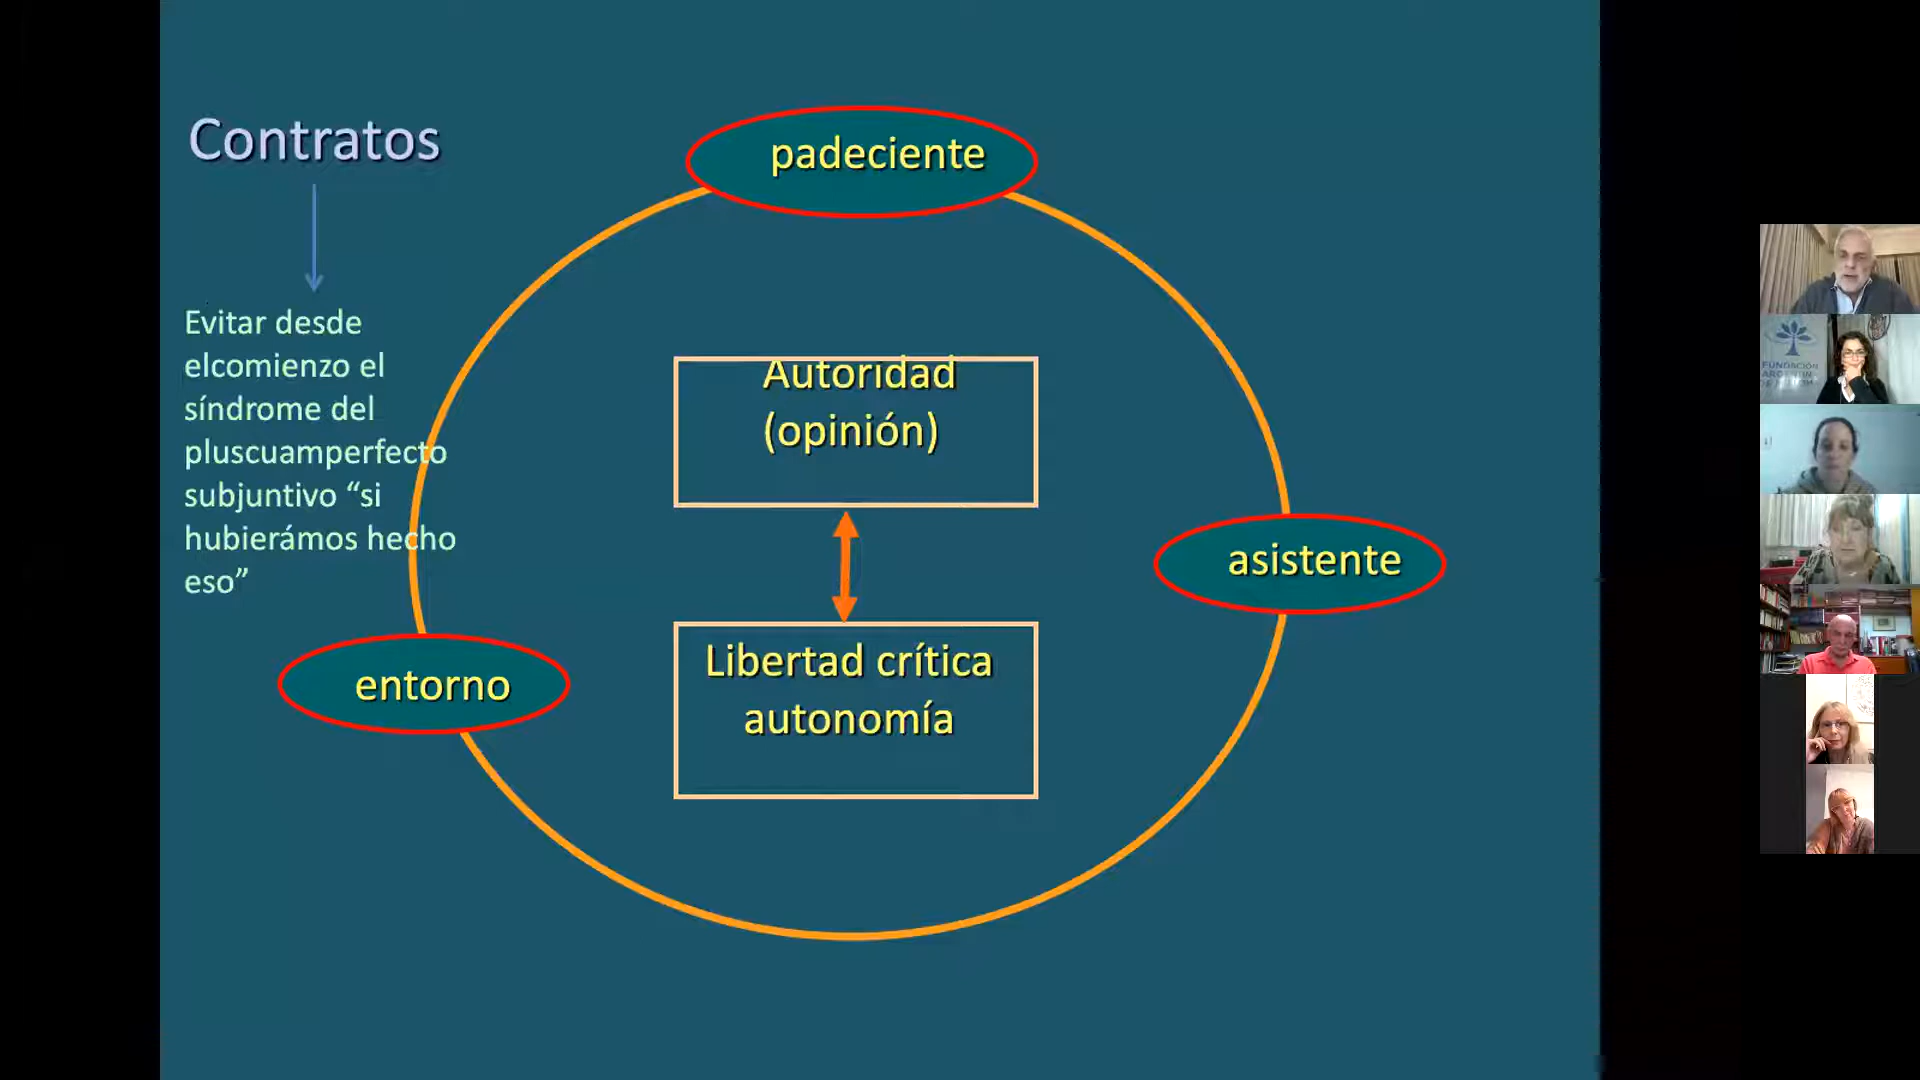 Contratos
Evitar desde
elcomienzo el
síndrome del
pluscuamperfecto
subjuntivo “si
hubierámos hecho
eso”
padeciente
Autoridad
(opinión)
asistente
Libertad crítica
autonomía
entorno
FUNDACIÓN